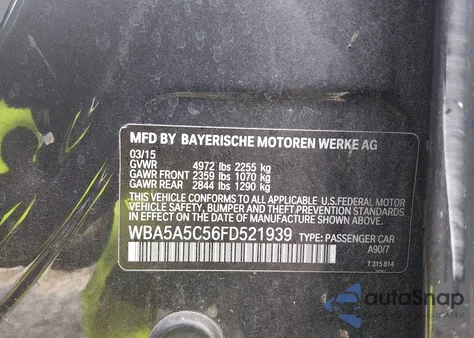 MFD BY BAYERISCHE MOTOREN WERKE AG
03/15
GVWR 4972 lbs 2255 kg
GAWR FRONT 2359 lbs 1070 kg
GAWR REAR 2844 lbs 1290 kg
THIS VEHICLE CONFORMS TO ALL APPLICABLE U.S.FEDERAL MOTOR
VEHICLE SAFETY, BUMPER AND THEFT PREVENTION STANDARDS
IN EFFECT ON THE DATE OF MANUFACTURE SHOWN ABOVE.
WBA5A5C56FD521939 TYPE: PASSENGER CAR
A90/7
7 315 814
autoSnap